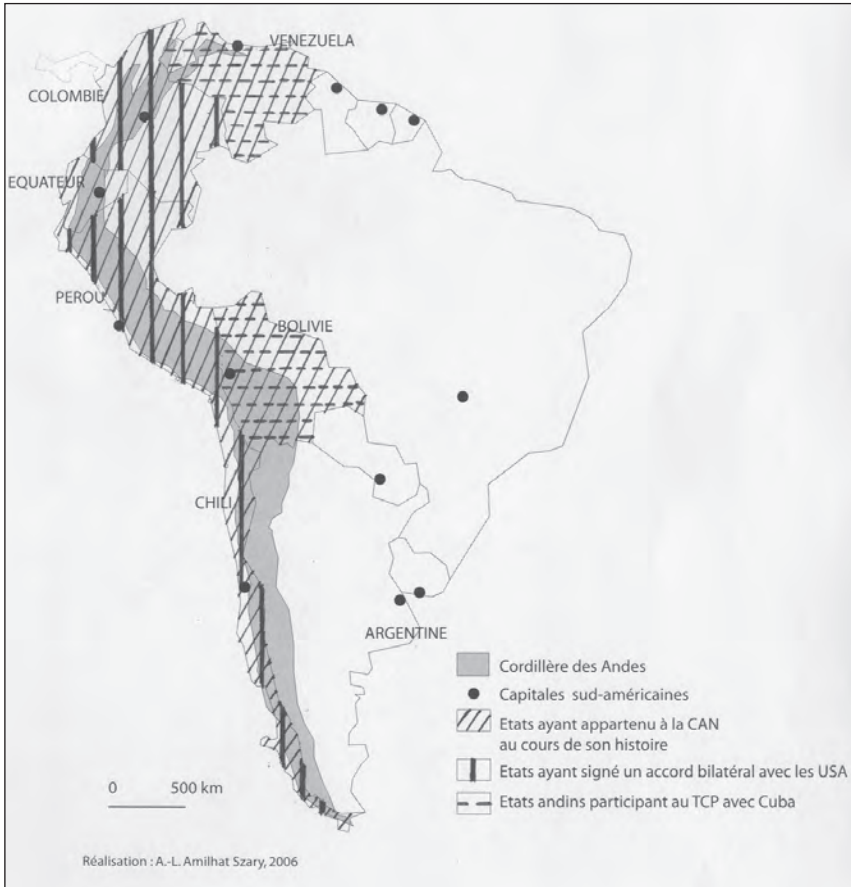 VENEZUELA
COLOMBIE
EQUATEUR
PEROU
BOLIVIE
CHILI
ARGENTINE
Cordillère des Andes
Capitales sud-américaines
Etats ayant appartenu à la CAN
au cours de son histoire
Etats ayant signé un accord bilatéral avec les USA
Etats andins participant au TCP avec Cuba
0 500 km
Réalisation : A.-L. Amilhat Szary, 2006